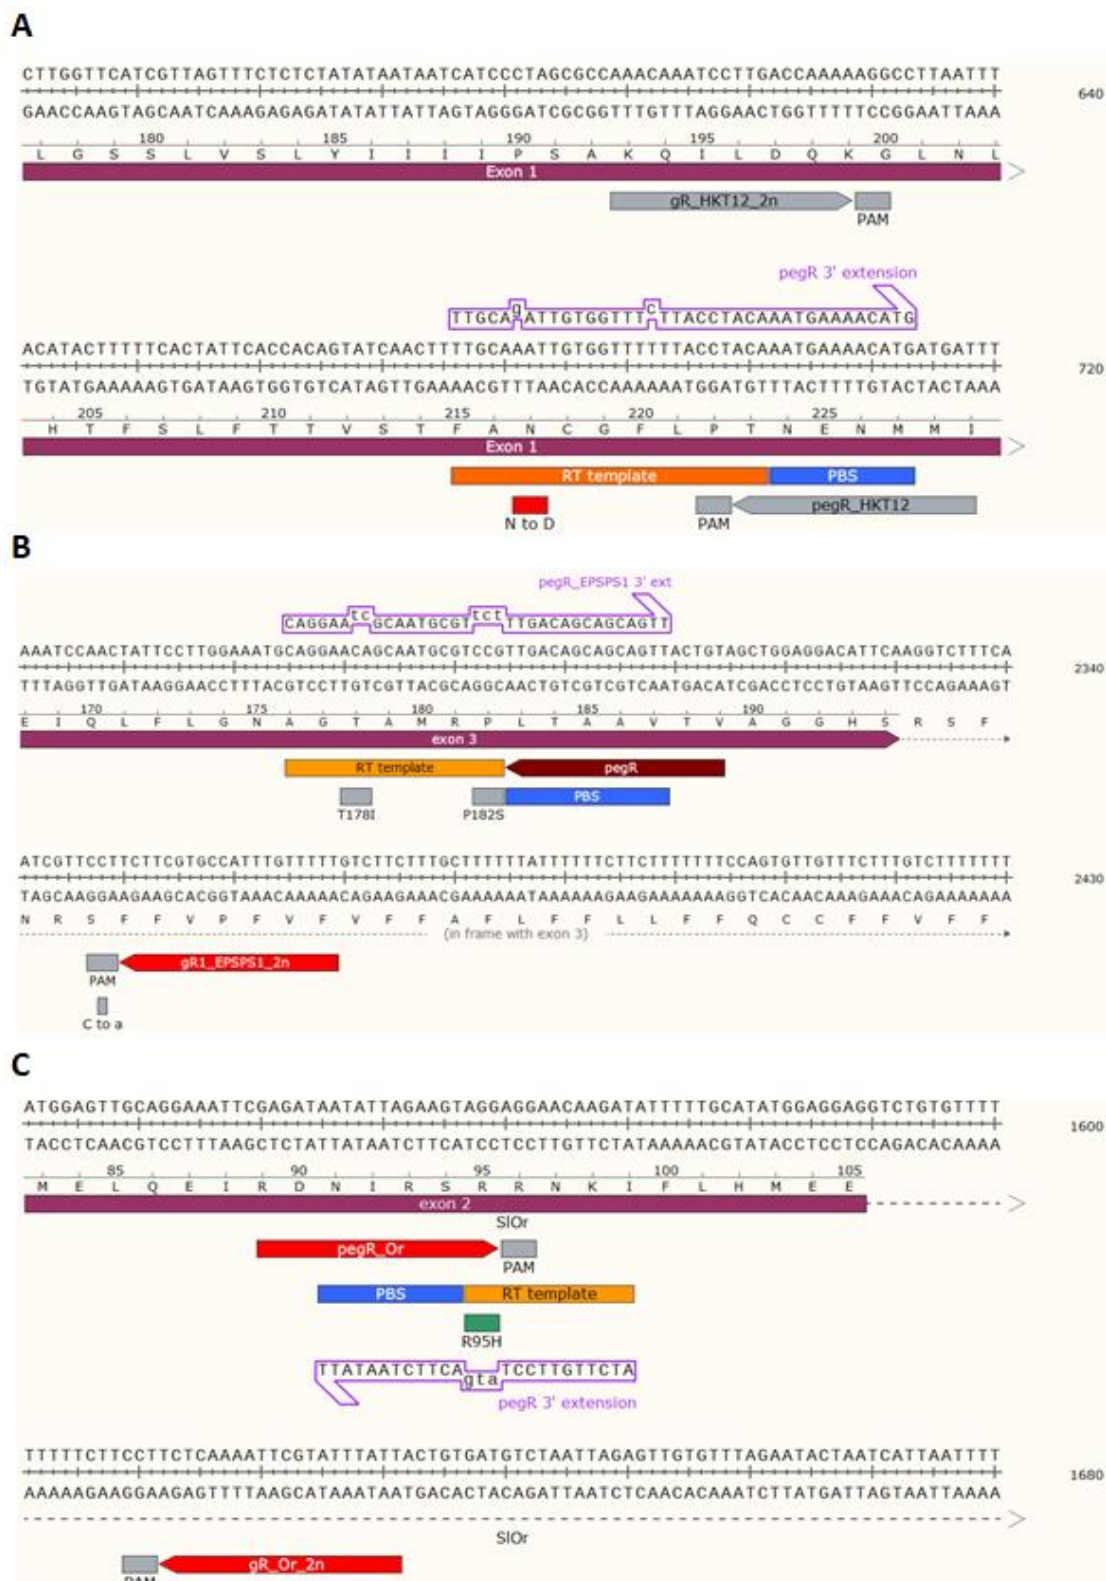 A
CTTGGTTCATCGTTAGTTTCTCTCTATATAATAATCATCCCTAGCGCCAAACAAATCCTTGACCAAAAAGGCCTTAATTT
640
GAACCAAGTAGCAATCAAAGAGAGATATATTATTAGTAGGGATCGCGGTTTGTTTAGGAACTGGTTTTTCCGGAATTAAA
180 185 190 195 200
L G S S L V S L Y I I I I P S A K Q I L D Q K G L N L
Exon 1
gR_HKT12_2n
PAM
pegR 3' extension
g c
TTGCA ATTGTGGTTT TTACCTACAAATGAAAACATG
ACATACTTTTTCACTATTCACCACAGTATCAACTTTTGCAAATTGTGGTTTTTTACCTACAAATGAAAACATGATGATTT
720
TGTATGAAAAAGTGATAAGTGGTGTCATAGTTGAAAACGTTTAACACCAAAAAATGGATGTTTACTTTTGTACTACTAAA
205 210 215 220 225
H T F S L F T T V S T F A N C G F L P T N E N M M I
Exon 1
RT template PBS
N to D PAM pegR_HKT12
B
pegR_EPSPS1 3' ext
tc tct
CAGGAA GCAATGCGT TTGACAGCAGCAGTT
AAATCCAACTATTCCTTGGAAATGCAGGAACAGCAATGCGTCCGTTGACAGCAGCAGTTACTGTAGCTGGAGGACATTCAAGGTCTTTCA
2340
TTTAGGTTGATAAGGAACCTTTACGTCCTTGTCGTTACGCAGGCAACTGTCGTCGTCAATGACATCGACCTCCTGTAAGTTCCAGAAAGT
170 175 180 185 190
E I Q L F L G N A G T A M R P L T A A V T V A G G H S R S F
exon 3
RT template pegR
PBS
T178I P182S
ATCGTTCCTTCTTCGTGCCATTTGTTTTTGTCTTCTTTGCTTTTTTATTTTTTCTTCTTTTTTTCCAGTGTTGTTTCTTTGTCTTTTTTT
2430
TAGCAAGGAAGAAGCACGGTAAACAAAAACAGAAGAAACGAAAAAATAAAAAAGAAGAAAAAAAGGTCACAACAAAGAAACAGAAAAAAA
N R S F F V P F V F V F F A F L F F L L F F Q C C F F V F F
(in frame with exon 3)
gR1_EPSPS1_2n
PAM
C to a
C
ATGGAGTTGCAGGAAATTCGAGATAATATTAGAAGTAGGAGGAACAAGATATTTTTGCATATGGAGGAGGTCTGTGTTTT
1600
TACCTCAACGTCCTTTAAGCTCTATTATAATCTTCATCCTCCTTGTTCTATAAAAACGTATACCTCCTCCAGACACAAAA
85 90 95 100 105
M E L Q E I R D N I R S R R N K I F L H M E E
exon 2
SlOr
pegR_Or
PAM
PBS RT template
R95H
TTATAATCTTCA TCCTTGTTCTA
gta
pegR 3' extension
TTTTTCTTCCTTCTCAAAATTCGTATTTATTACTGTGATGTCTAATTAGAGTTGTGTTTAGAATACTAATCATTAATTTT
1680
AAAAAGAAGGAAGAGTTTTAAGCATAAATAATGACACTACAGATTAATCTCAACACAAATCTTATGATTAGTAATTAAAA
SlOr
gR_Or_2n
PAM